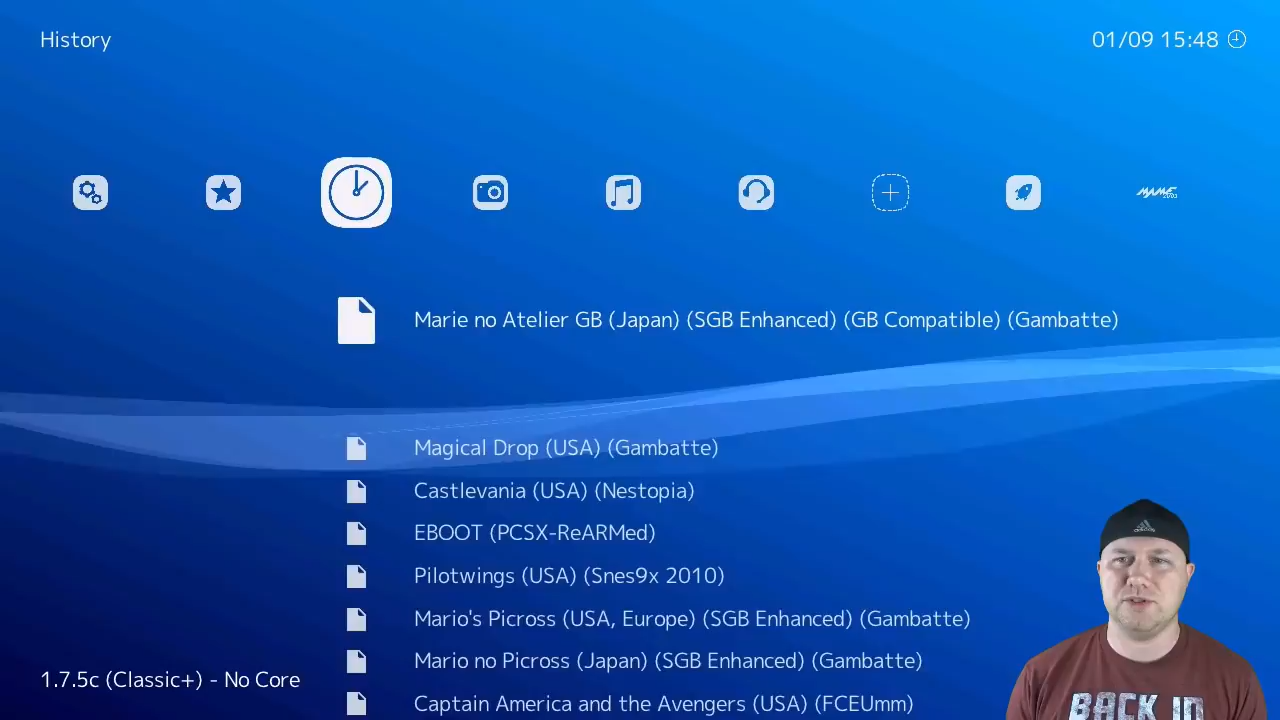 History
01/09 15:48
MAME
Marie no Atelier GB (Japan) (SGB Enhanced) (GB Compatible) (Gambatte)
Magical Drop (USA) (Gambatte)
Castlevania (USA) (Nestopia)
EBOOT (PCSX-ReARMed)
Pilotwings (USA) (Snes9x 2010)
Mario's Picross (USA, Europe) (SGB Enhanced) (Gambatte)
Mario no Picross (Japan) (SGB Enhanced) (Gambatte)
1.7.5c (Classic+) - No Core
Captain America and the Avengers (USA) (FCEUmm)
BACK IN